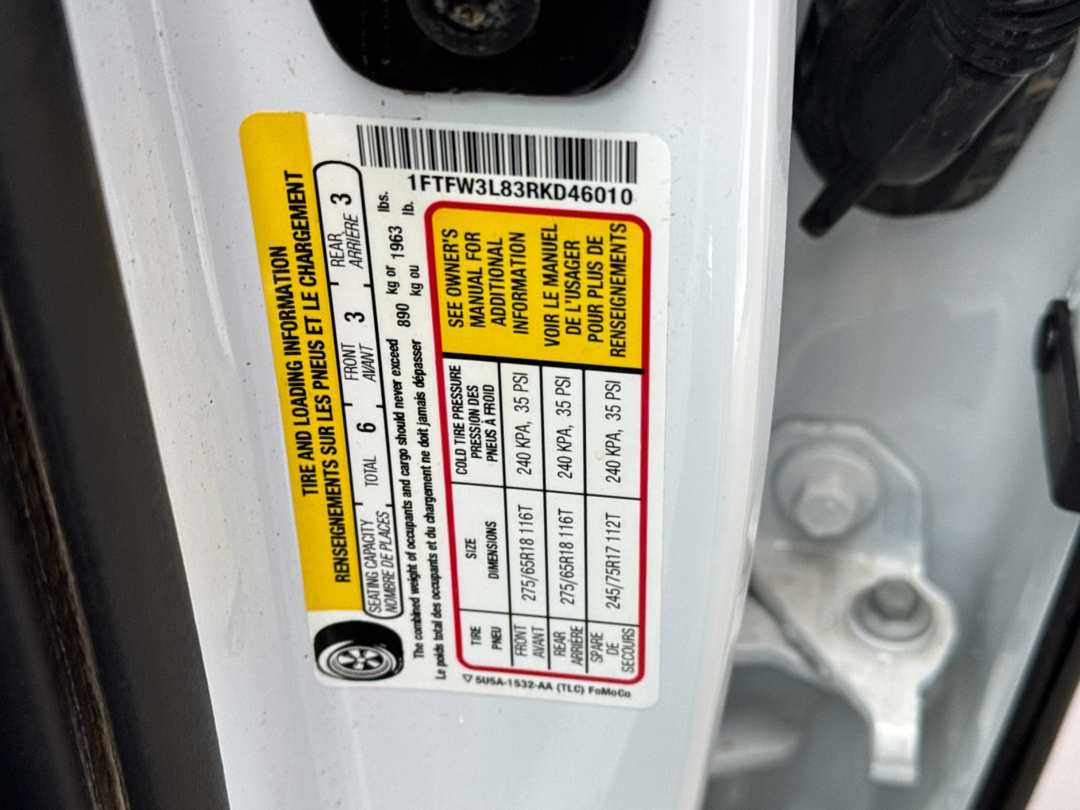 TIRE AND LOADING INFORMATION
RENSEIGNEMENTS SUR LES PNEUS ET LE CHARGEMENT
SEATING CAPACITY TOTAL 6 FRONT 3 REAR 3
NOMBRE DE PLACES AVANT ARRIÈRE
The combined weight of occupants and cargo should never exceed 890 kg or 1963 lbs.
Le poids total des occupants et du chargement ne doit jamais dépasser kg ou lb.
1FTFW3L83RKD46010
TIRE SIZE COLD TIRE PRESSURE
PNEU DIMENSIONS PRESSION DES
PNEUS À FROID
FRONT 275/65R18 116T 240 KPA, 35 PSI
AVANT
REAR 275/65R18 116T 240 KPA, 35 PSI
ARRIÈRE
SPARE 245/75R17 112T 240 KPA, 35 PSI
DE
SECOURS
SEE OWNER'S
MANUAL FOR
ADDITIONAL
INFORMATION
VOIR LE MANUEL
DE L'USAGER
POUR PLUS DE
RENSEIGNEMENTS
5U5A-1532-AA (TLC) FoMoCo